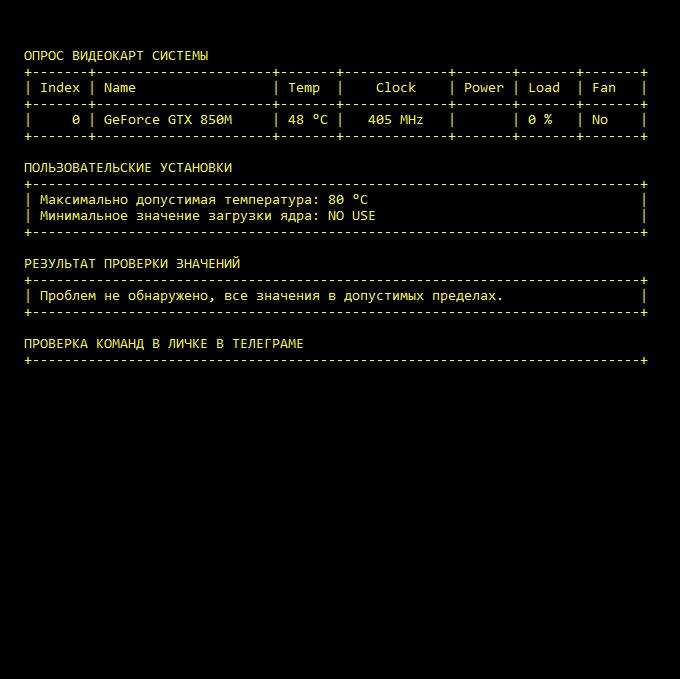 ОПРОС ВИДЕОКАРТ СИСТЕМЫ
+-------+----------------------+-------+-------------+-------+-------+-------+
| Index | Name                 | Temp  |    Clock    | Power | Load  | Fan   |
+-------+----------------------+-------+-------------+-------+-------+-------+
|     0 | GeForce GTX 850M     | 48 ºC |   405 MHz   |       | 0 %   | No    |
+-------+----------------------+-------+-------------+-------+-------+-------+
ПОЛЬЗОВАТЕЛЬСКИЕ УСТАНОВКИ
+----------------------------------------------------------------------------+
| Максимально допустимая температура: 80 ºC                                  |
| Минимальное значение загрузки ядра: NO USE                                 |
+----------------------------------------------------------------------------+
РЕЗУЛЬТАТ ПРОВЕРКИ ЗНАЧЕНИЙ
+----------------------------------------------------------------------------+
| Проблем не обнаружено, все значения в допустимых пределах.                 |
+----------------------------------------------------------------------------+
ПРОВЕРКА КОМАНД В ЛИЧКЕ В ТЕЛЕГРАМЕ
+----------------------------------------------------------------------------+